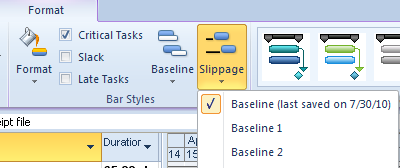 Format
Critical Tasks
Slack
Late Tasks
Format
Baseline
Slippage
Bar Styles
Baseline (last saved on 7/30/10)
Baseline 1
Baseline 2
ipt file
Duration
14 15